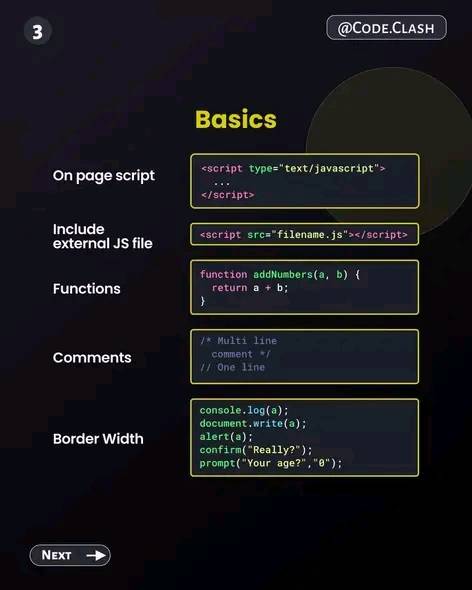 3
@Code.Clash
Basics
On page script
<script type="text/javascript">
...
</script>
Include
external JS file
<script src="filename.js"></script>
Functions
function addNumbers(a, b) {
return a + b;
}
Comments
/* Multi line
comment */
// One line
Border Width
console.log(a);
document.write(a);
alert(a);
confirm("Really?");
prompt("Your age?","0");
Next